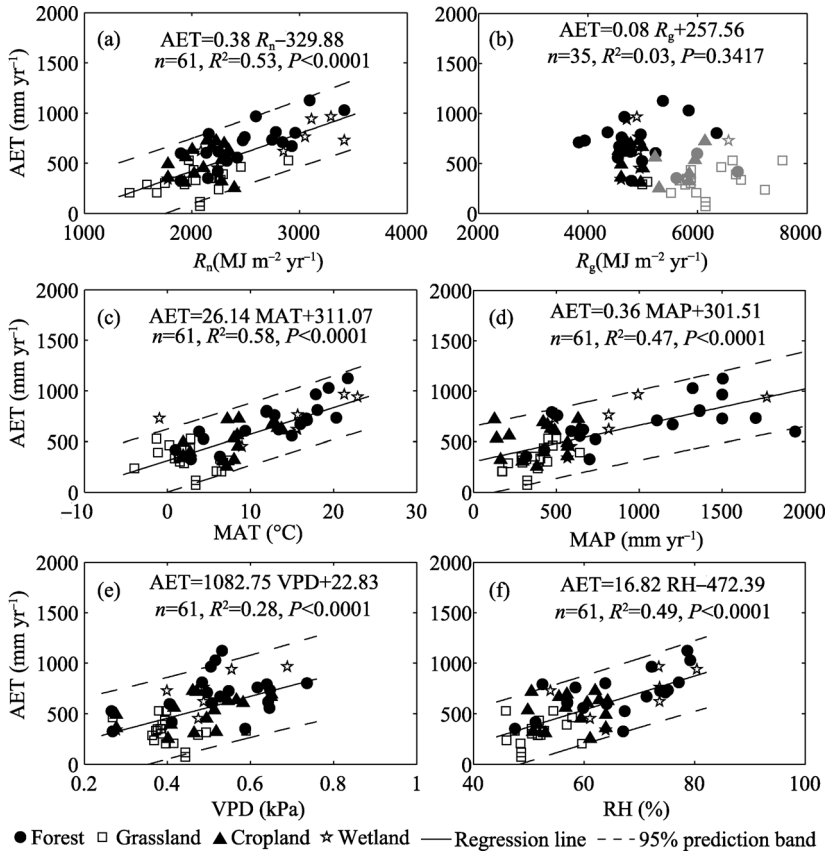 (a)
AET=0.38 Rn−329.88
n=61, R²=0.53, P<0.0001
AET (mm yr⁻¹)
2000
1500
1000
500
0
1000 2000 3000 4000
Rn(MJ m⁻² yr⁻¹)
(b)
AET=0.08 Rg+257.56
n=35, R²=0.03, P=0.3417
2000
1500
1000
500
0
2000 4000 6000 8000
Rg(MJ m⁻² yr⁻¹)
(c)
AET=26.14 MAT+311.07
n=61, R²=0.58, P<0.0001
AET (mm yr⁻¹)
2000
1500
1000
500
0
−10 0 10 20 30
MAT (°C)
(d)
AET=0.36 MAP+301.51
n=61, R²=0.47, P<0.0001
2000
1500
1000
500
0
0 500 1000 1500 2000
MAP (mm yr⁻¹)
(e)
AET=1082.75 VPD+22.83
n=61, R²=0.28, P<0.0001
AET (mm yr⁻¹)
2000
1500
1000
500
0
0.2 0.4 0.6 0.8 1
VPD (kPa)
(f)
AET=16.82 RH−472.39
n=61, R²=0.49, P<0.0001
2000
1500
1000
500
0
40 60 80 100
RH (%)
Forest Grassland Cropland Wetland Regression line 95% prediction band